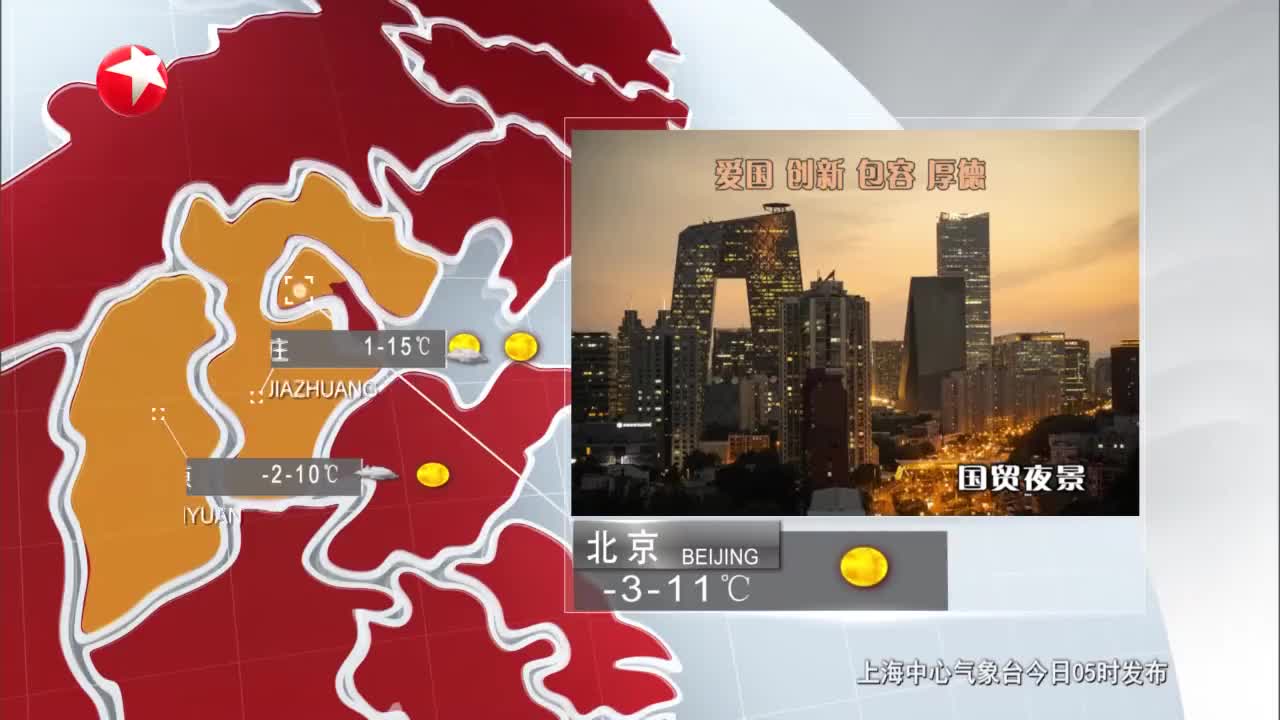 爱国 创新 包容 厚德
1-15℃
JIAZHUANG
-2-10℃
YUAN
国贸夜景
北京 BEIJING
-3-11℃
上海中心气象台今日05时发布